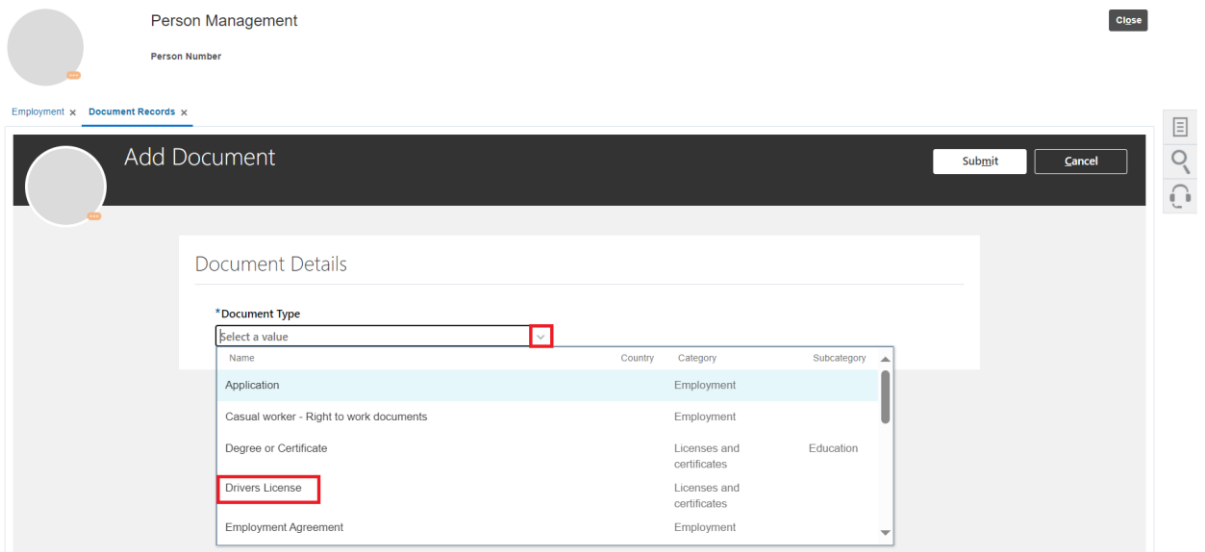 Person Management
Close
Person Number
Employment x Document Records x
Add Document
Submit Cancel
Document Details
*Document Type
Select a value
Name Country Category Subcategory
Application Employment
Casual worker - Right to work documents Employment
Degree or Certificate Licenses and certificates Education
Drivers License Licenses and certificates
Employment Agreement Employment